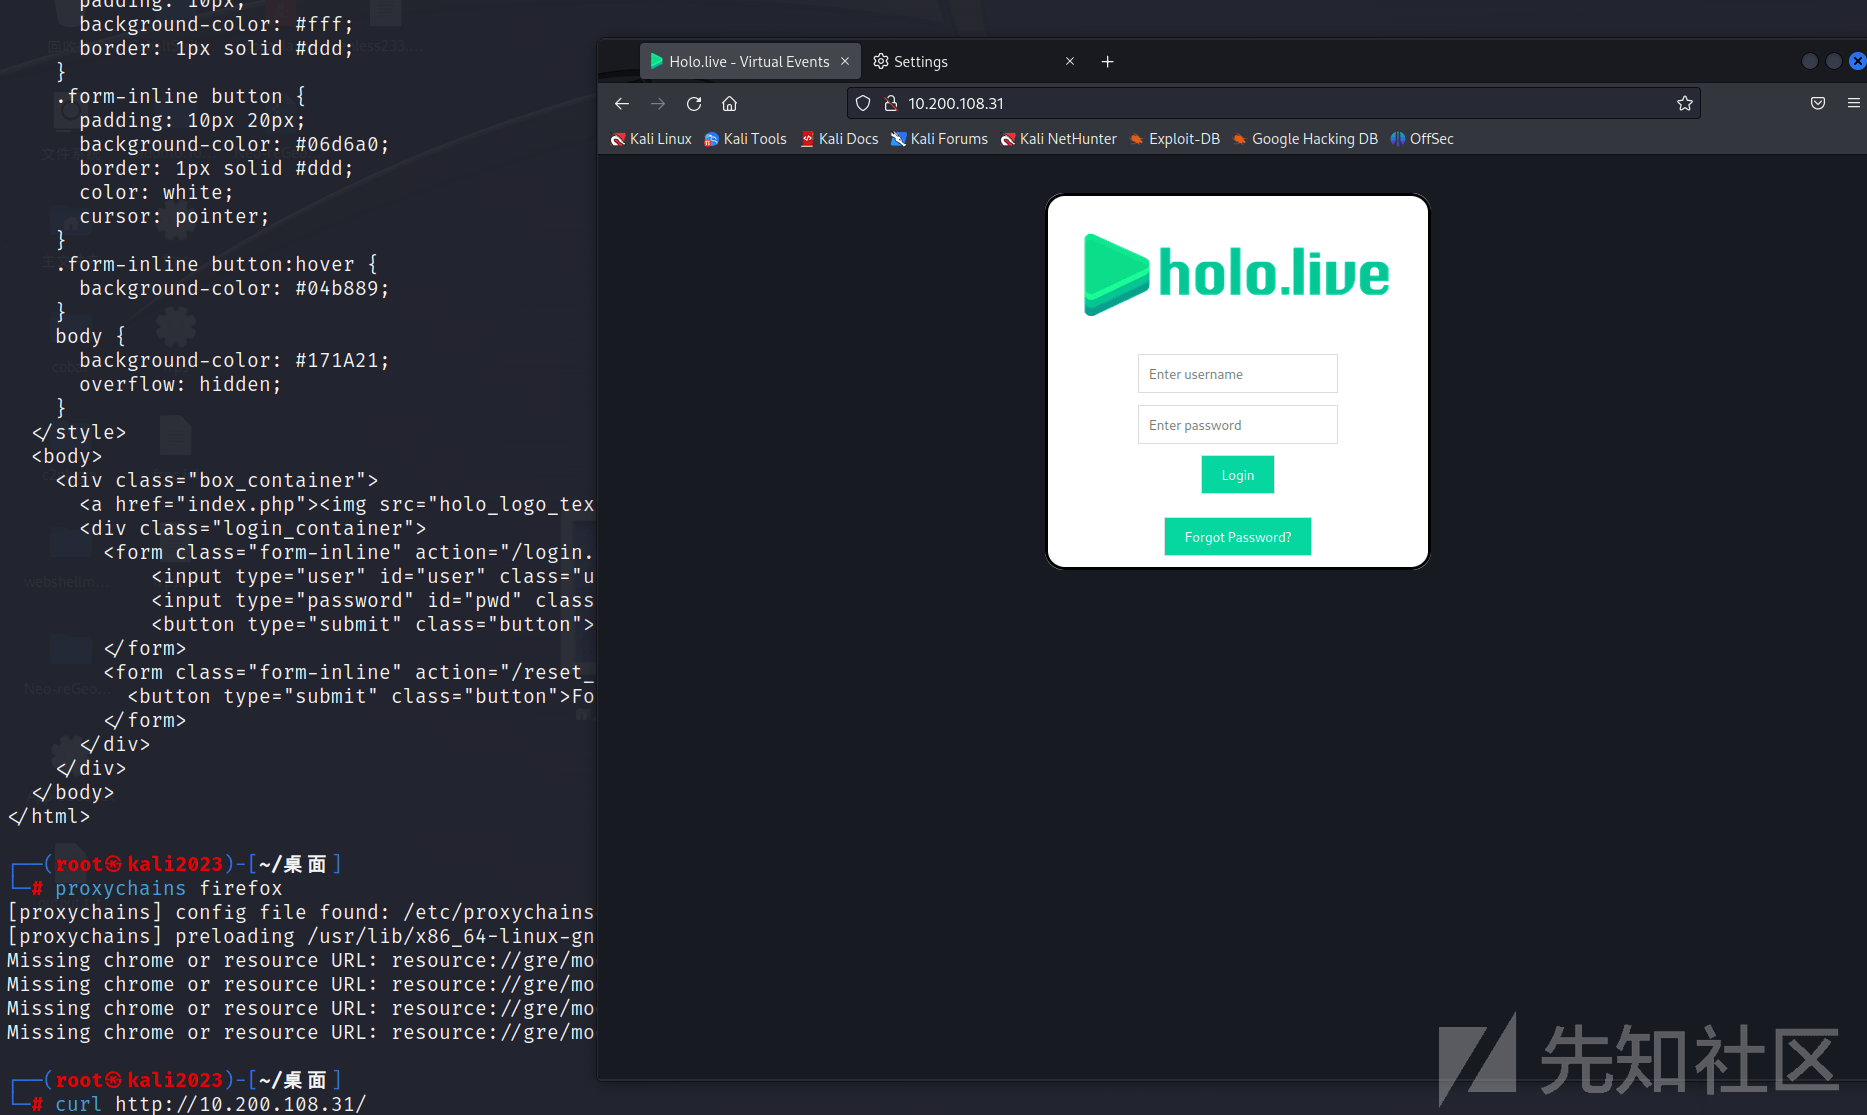 padding: 10px;
background-color: #fff;
border: 1px solid #ddd;
}
.form-inline button {
padding: 10px 20px;
background-color: #06d6a0;
border: 1px solid #ddd;
color: white;
cursor: pointer;
}
.form-inline button:hover {
background-color: #04b889;
}
body {
background-color: #171A21;
overflow: hidden;
}
</style>
<body>
<div class="box_container">
<a href="index.php"><img src="holo_logo_tex
<div class="login_container">
<form class="form-inline" action="/login.
<input type="user" id="user" class="u
<input type="password" id="pwd" class
<button type="submit" class="button">
</form>
<form class="form-inline" action="/reset_
<button type="submit" class="button">Fo
</form>
</div>
</div>
</body>
</html>
┌──(root㉿kali2023)-[~/桌面]
└─# proxychains firefox
[proxychains] config file found: /etc/proxychains
[proxychains] preloading /usr/lib/x86_64-linux-gn
Missing chrome or resource URL: resource://gre/mo
Missing chrome or resource URL: resource://gre/mo
Missing chrome or resource URL: resource://gre/mo
Missing chrome or resource URL: resource://gre/mo
┌──(root㉿kali2023)-[~/桌面]
└─# curl http://10.200.108.31/
Holo.live - Virtual Events
Settings
10.200.108.31
Kali Linux Kali Tools Kali Docs Kali Forums Kali NetHunter Exploit-DB Google Hacking DB OffSec
holo.live
Enter username
Enter password
Login
Forgot Password?
先知社区